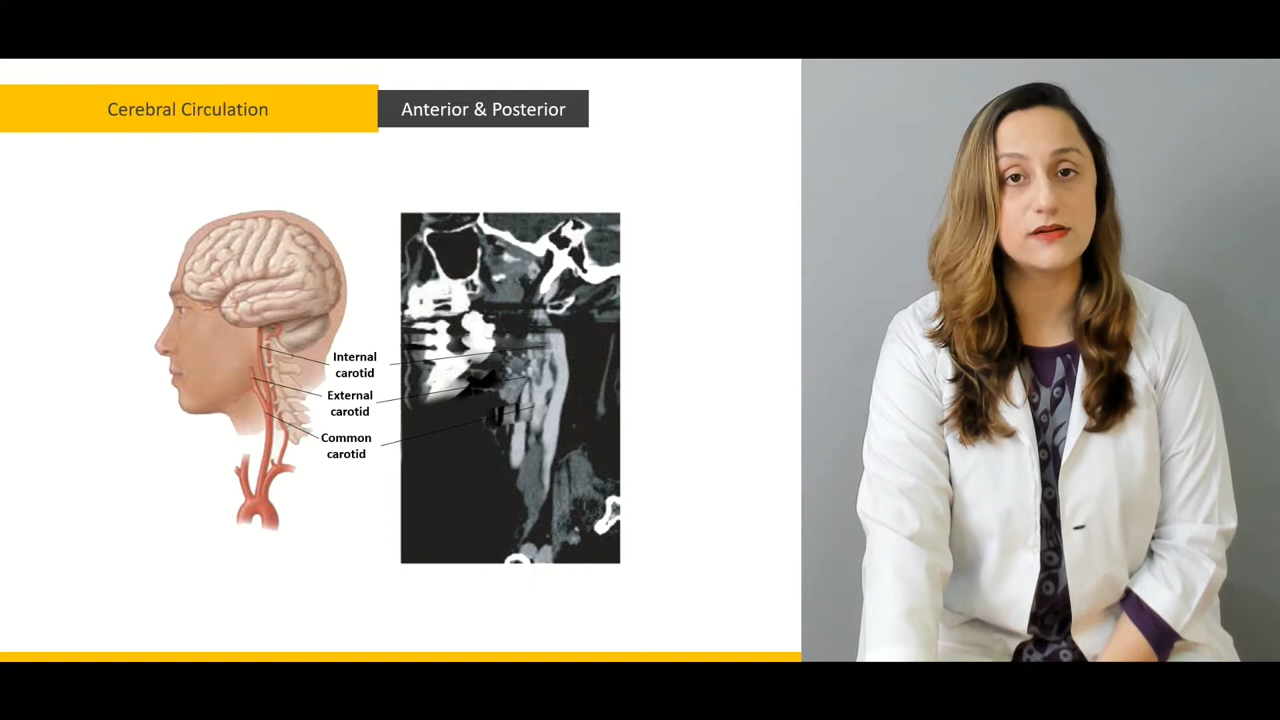 Cerebral Circulation
Anterior & Posterior
Internal
carotid
External
carotid
Common
carotid